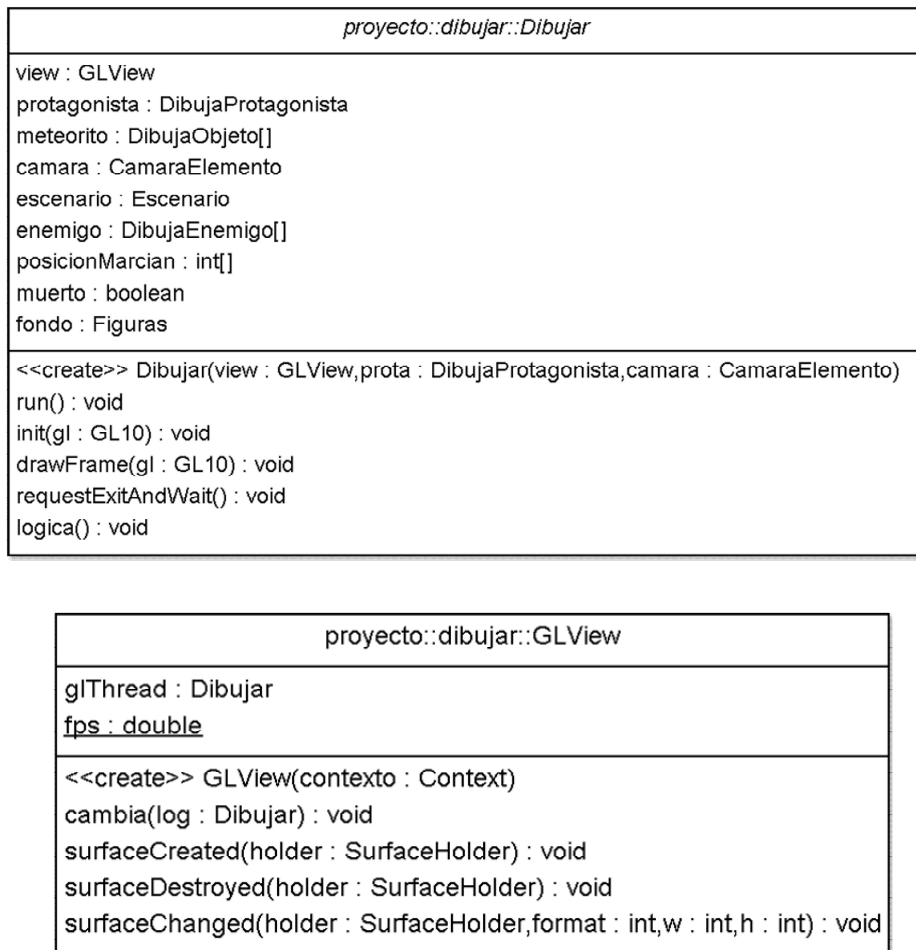 proyecto::dibujar::Dibujar
view : GLView
protagonista : DibujaProtagonista
meteorito : DibujaObjeto[]
camara : CamaraElemento
escenario : Escenario
enemigo : DibujaEnemigo[]
posicionMarcian : int[]
muerto : boolean
fondo : Figuras
<<create>> Dibujar(view : GLView,prota : DibujaProtagonista,camara : CamaraElemento)
run() : void
init(gl : GL10) : void
drawFrame(gl : GL10) : void
requestExitAndWait() : void
logica() : void
proyecto::dibujar::GLView
glThread : Dibujar
fps : double
<<create>> GLView(contexto : Context)
cambia(log : Dibujar) : void
surfaceCreated(holder : SurfaceHolder) : void
surfaceDestroyed(holder : SurfaceHolder) : void
surfaceChanged(holder : SurfaceHolder,format : int,w : int,h : int) : void